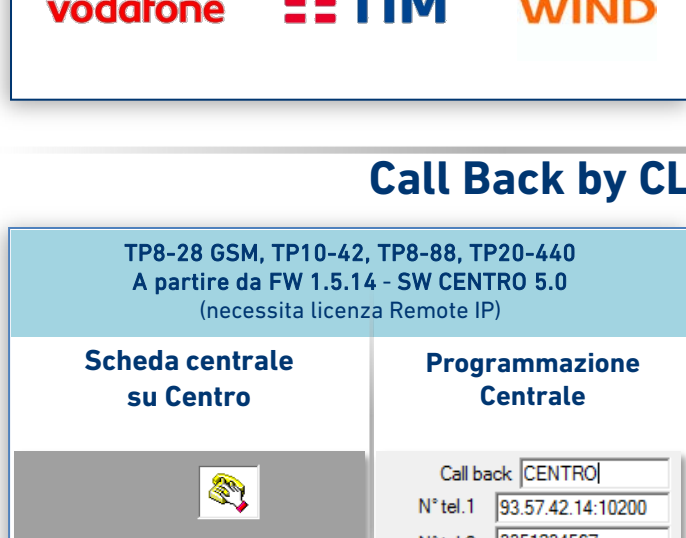 vodafone TIM WIND
Call Back by CL
TP8-28 GSM, TP10-42, TP8-88, TP20-440
A partire da FW 1.5.14 - SW CENTRO 5.0
(necessita licenza Remote IP)
Scheda centrale
su Centro
Programmazione
Centrale
Call back CENTRO
N° tel.1 93.57.42.14:10200